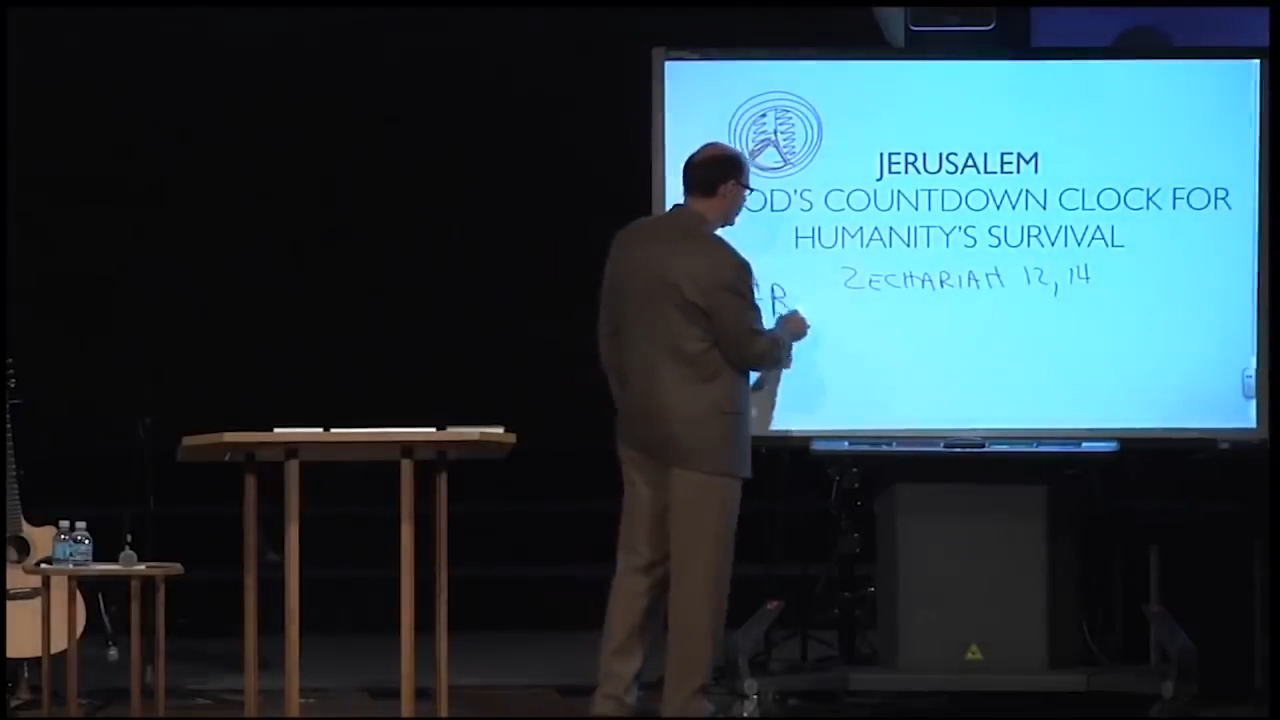 JERUSALEM
OD'S COUNTDOWN CLOCK FOR
HUMANITY'S SURVIVAL
ZECHARIAH 12, 14